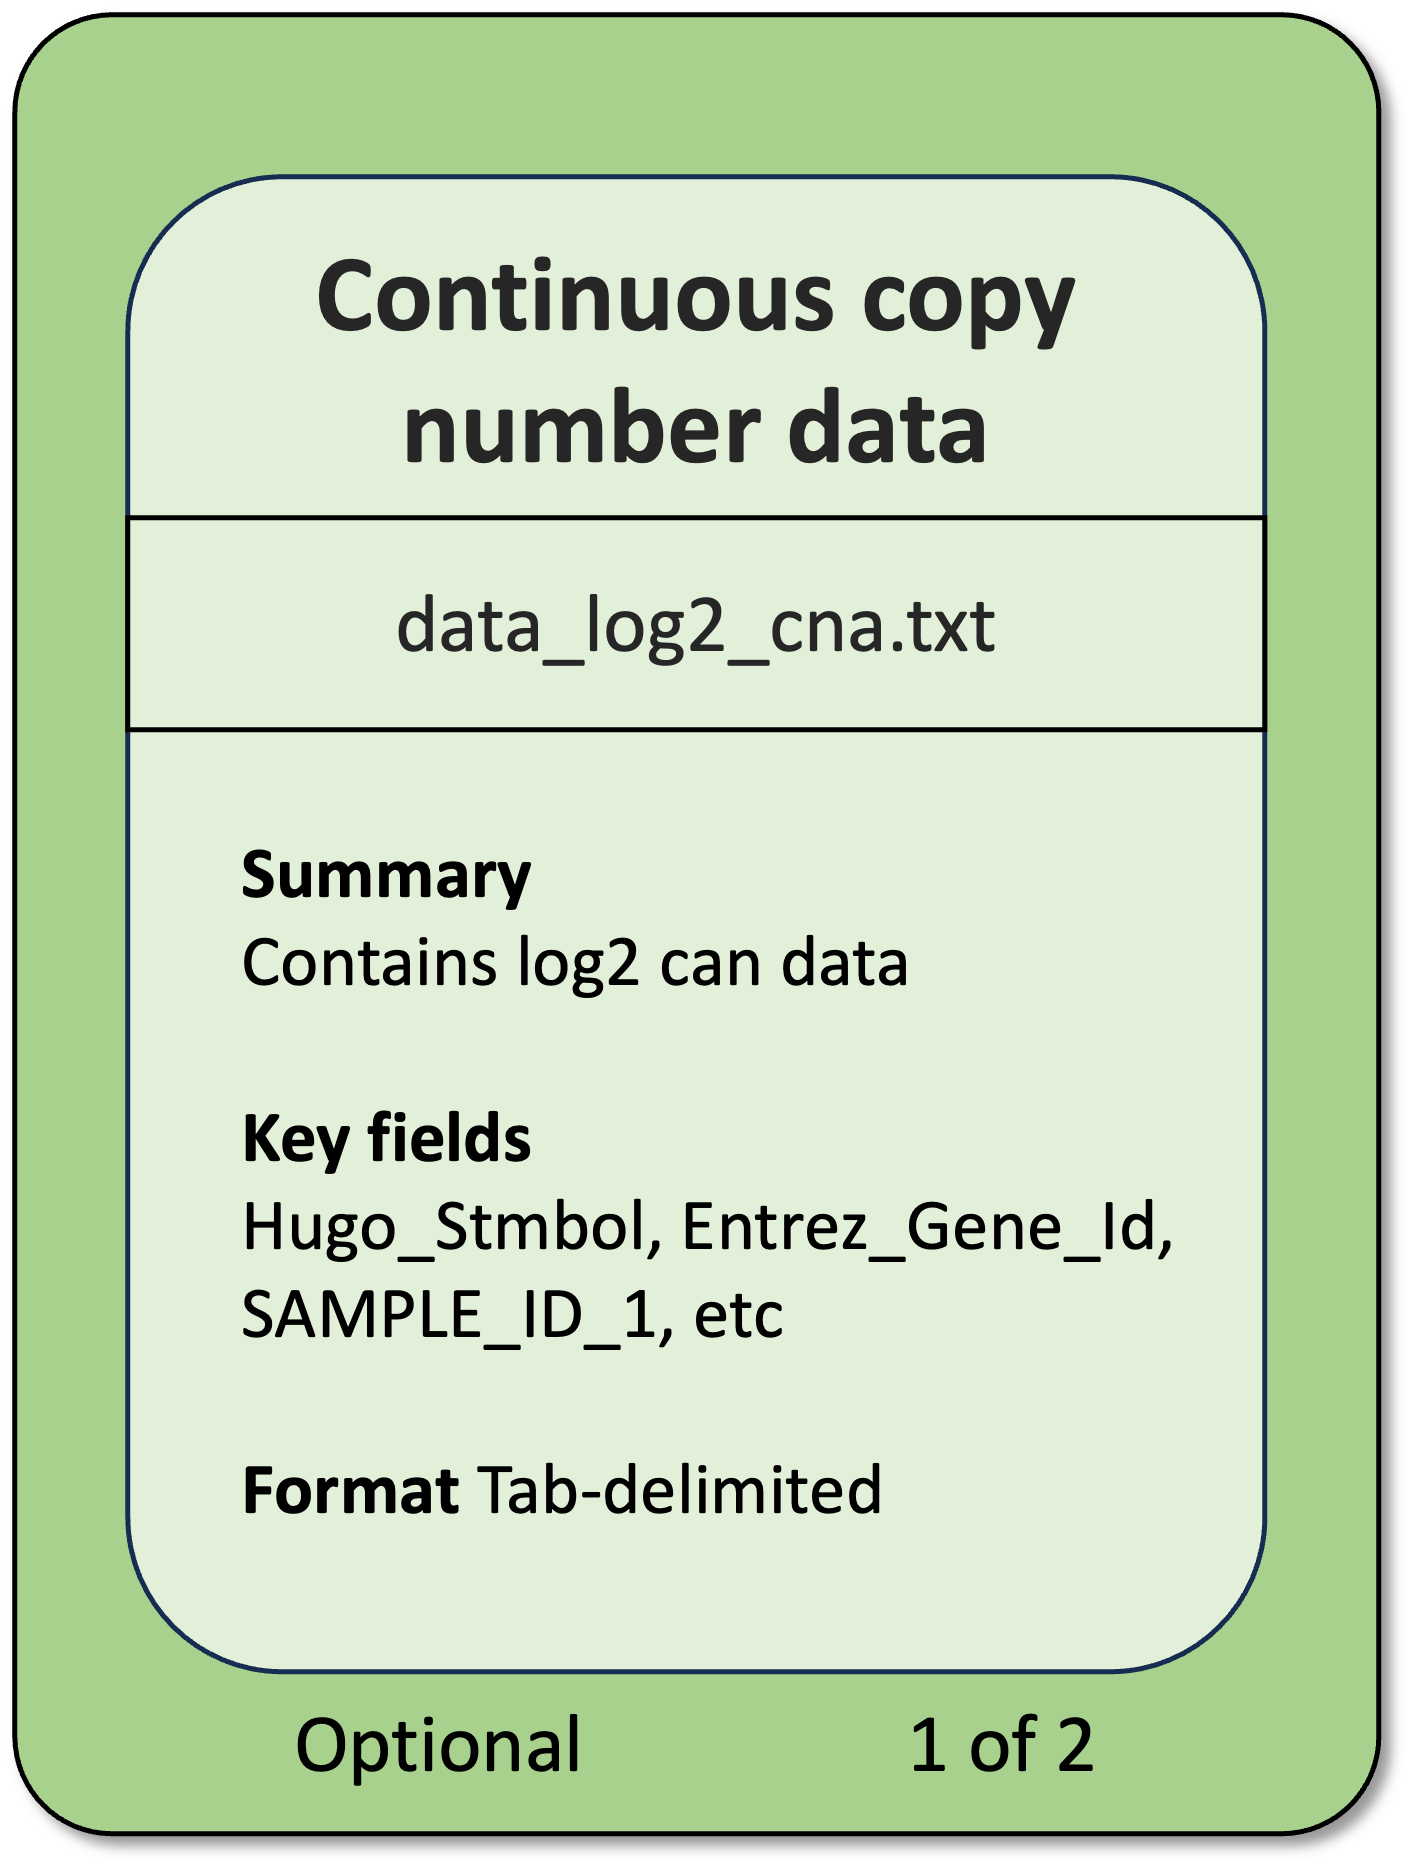 Continuous copy
number data
data_log2_cna.txt
Summary
Contains log2 can data
Key fields
Hugo_Stmbol, Entrez_Gene_Id,
SAMPLE_ID_1, etc
Format Tab-delimited
Optional 1 of 2